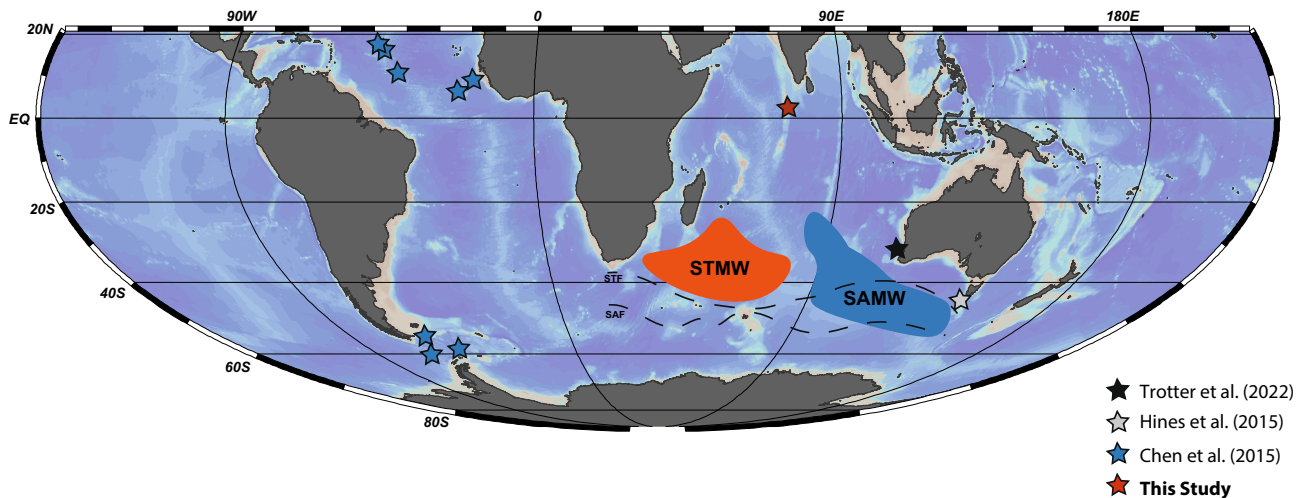 90W 0 90E 180E
20N
EQ
20S
STMW
STF
SAMW
40S
SAF
60S
80S
Trotter et al. (2022)
Hines et al. (2015)
Chen et al. (2015)
This Study